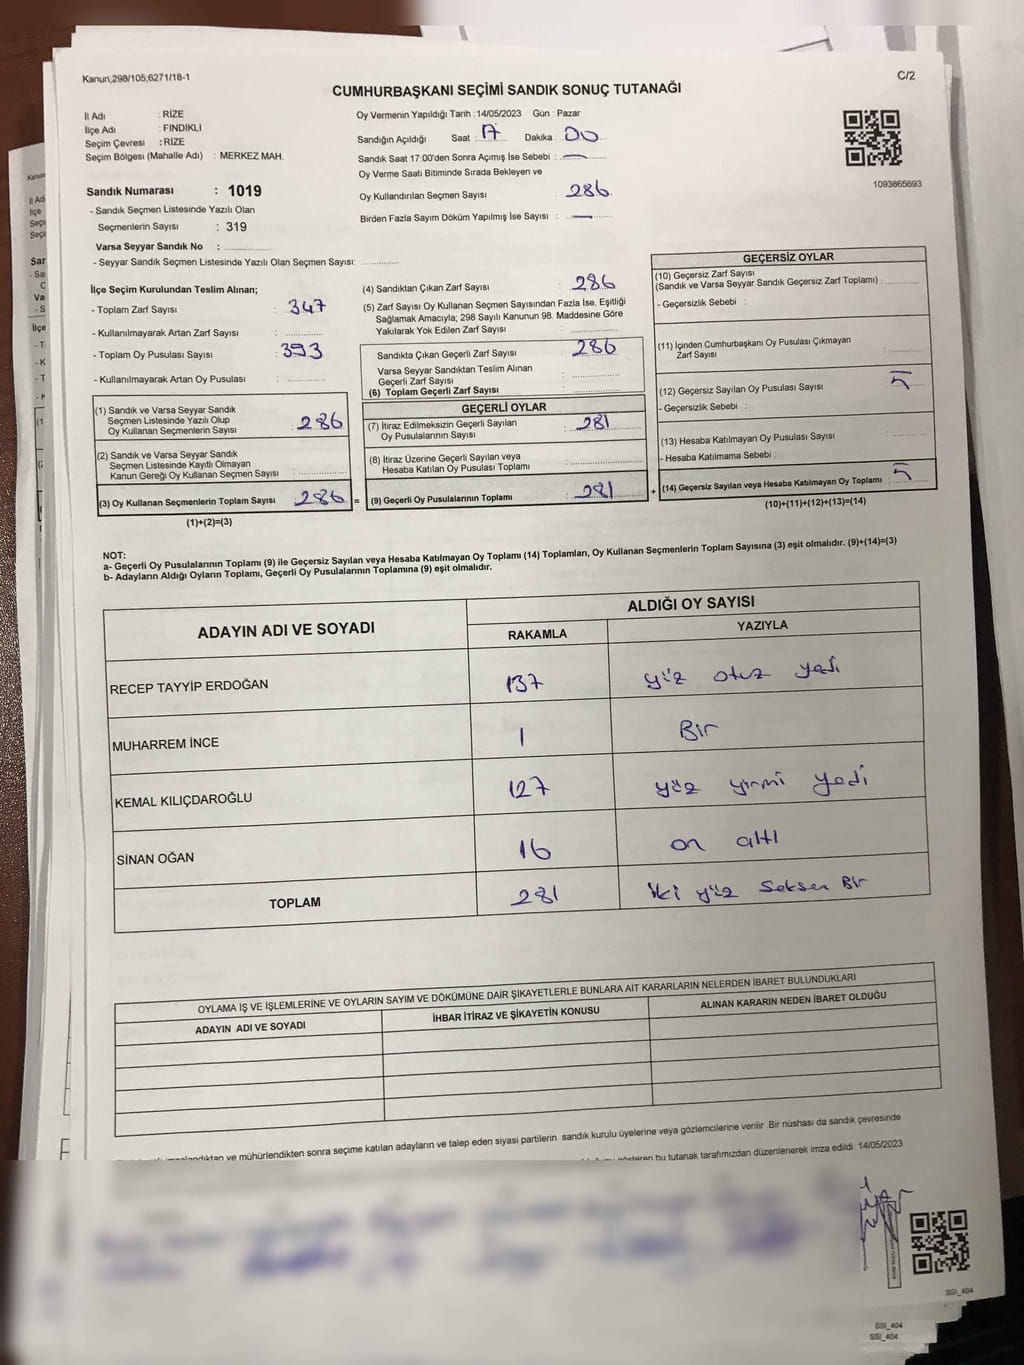 Kanun;298/105;6271/18-1
C/2
CUMHURBAŞKANI SEÇİMİ SANDIK SONUÇ TUTANAĞI
İl Adı : RİZE
İlçe Adı : FINDIKLI
Seçim Çevresi : RİZE
Seçim Bölgesi (Mahalle Adı) : MERKEZ MAH.
Oy Vermenin Yapıldığı Tarih : 14/05/2023 Gün : Pazar
Sandığın Açıldığı Saat : 17 Dakika : 00
Sandık Saat 17:00'den Sonra Açımış İse Sebebi :
Oy Verme Saati Bitiminde Sırada Bekleyen ve
Oy Kullandırılan Seçmen Sayısı : 286
Birden Fazla Sayım Döküm Yapılmış İse Sayısı :
1093865693
Sandık Numarası : 1019
- Sandık Seçmen Listesinde Yazılı Olan
Seçmenlerin Sayısı : 319
Varsa Seyyar Sandık No :
- Seyyar Sandık Seçmen Listesinde Yazılı Olan Seçmen Sayısı:
İlçe Seçim Kurulundan Teslim Alınan;
- Toplam Zarf Sayısı : 347
- Kullanılmayarak Artan Zarf Sayısı :
- Toplam Oy Pusulası Sayısı : 393
- Kullanılmayarak Artan Oy Pusulası :
(1) Sandık ve Varsa Seyyar Sandık
Seçmen Listesinde Yazılı Olup
Oy Kullanan Seçmenlerin Sayısı : 286
(2) Sandık ve Varsa Seyyar Sandık
Seçmen Listesinde Kayıtlı Olmayan
Kanun Gereği Oy Kullanan Seçmen Sayısı :
(3) Oy Kullanan Seçmenlerin Toplam Sayısı 286 =
(1)+(2)=(3)
(4) Sandıktan Çıkan Zarf Sayısı : 286
(5) Zarf Sayısı Oy Kullanan Seçmen Sayısından Fazla İse, Eşitliği
Sağlamak Amacıyla; 298 Sayılı Kanunun 98. Maddesine Göre
Yakılarak Yok Edilen Zarf Sayısı :
Sandıkta Çıkan Geçerli Zarf Sayısı : 286
Varsa Seyyar Sandıktan Teslim Alınan
Geçerli Zarf Sayısı :
(6) Toplam Geçerli Zarf Sayısı :
GEÇERLİ OYLAR
(7) İtiraz Edilmeksizin Geçerli Sayılan
Oy Pusulalarının Sayısı : 281
(8) İtiraz Üzerine Geçerli Sayılan veya
Hesaba Katılan Oy Pusulası Toplamı :
(9) Geçerli Oy Pusulalarının Toplamı : 281 +
GEÇERSİZ OYLAR
(10) Geçersiz Zarf Sayısı
(Sandık ve Varsa Seyyar Sandık Geçersiz Zarf Toplamı) :
- Geçersizlik Sebebi :
(11) İçinden Cumhurbaşkanı Oy Pusulası Çıkmayan
Zarf Sayısı :
(12) Geçersiz Sayılan Oy Pusulası Sayısı : 5
- Geçersizlik Sebebi :
(13) Hesaba Katılmayan Oy Pusulası Sayısı :
- Hesaba Katılmama Sebebi :
(14) Geçersiz Sayılan veya Hesaba Katılmayan Oy Toplamı : 5
(10)+(11)+(12)+(13)=(14)
NOT:
a- Geçerli Oy Pusulalarının Toplamı (9) ile Geçersiz Sayılan veya Hesaba Katılmayan Oy Toplamı (14) Toplamları, Oy Kullanan Seçmenlerin Toplam Sayısına (3) eşit olmalıdır. (9)+(14)=(3)
b- Adayların Aldığı Oyların Toplamı, Geçerli Oy Pusulalarının Toplamına (9) eşit olmalıdır.
ADAYIN ADI VE SOYADI
ALDIĞI OY SAYISI
RAKAMLA YAZIYLA
RECEP TAYYİP ERDOĞAN 137 yüz otuz yedi
MUHARREM İNCE 1 Bir
KEMAL KILIÇDAROĞLU 127 yüz yirmi yedi
SİNAN OĞAN 16 on altı
TOPLAM 281 iki yüz Seksen Bir
OYLAMA İŞ VE İŞLEMLERİNE VE OYLARIN SAYIM VE DÖKÜMÜNE DAİR ŞİKAYETLERLE BUNLARA AİT KARARLARIN NELERDEN İBARET BULUNDUKLARI
ADAYIN ADI VE SOYADI
İHBAR İTİRAZ VE ŞİKAYETİN KONUSU
ALINAN KARARIN NEDEN İBARET OLDUĞU
ve mühürlendikten sonra seçime katılan adayların ve talep eden siyasi partilerin sandık kurulu üyelerine veya gözlemcilerine verilir. Bir nüshası da sandık çevresinde
bu tutanak tarafımızdan düzenlenerek imza edildi. 14/05/2023
SSI_404
SSI_404
SSI_404